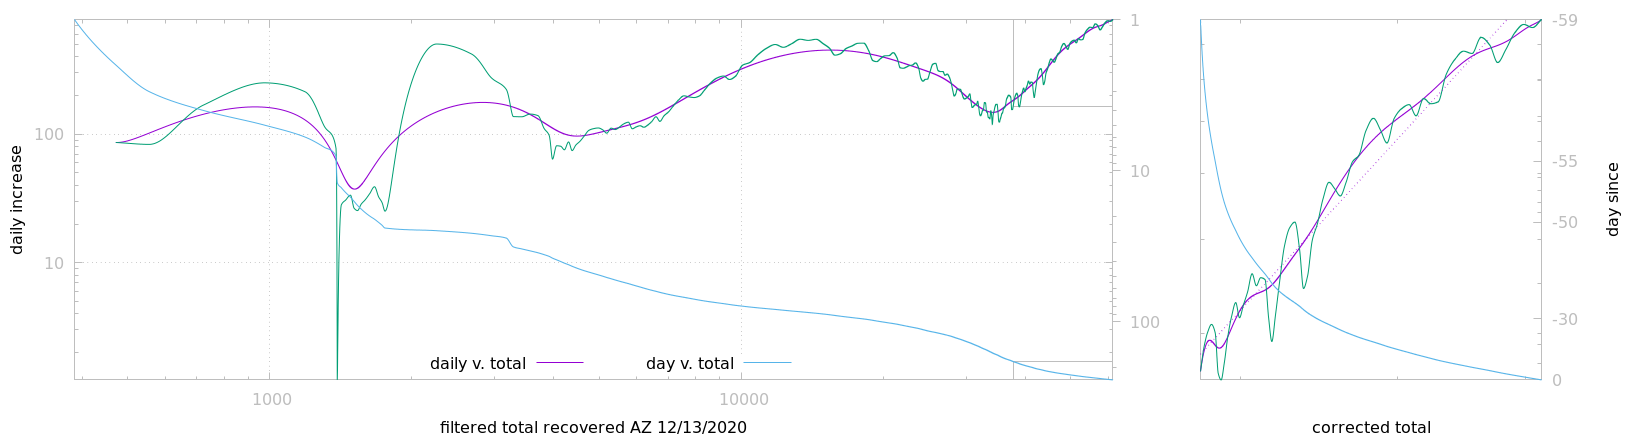 daily increase
100
10
1000
10000
filtered total recovered AZ 12/13/2020
daily v. total
day v. total
1
10
100
corrected total
-59
-55
-50
-30
0
day since